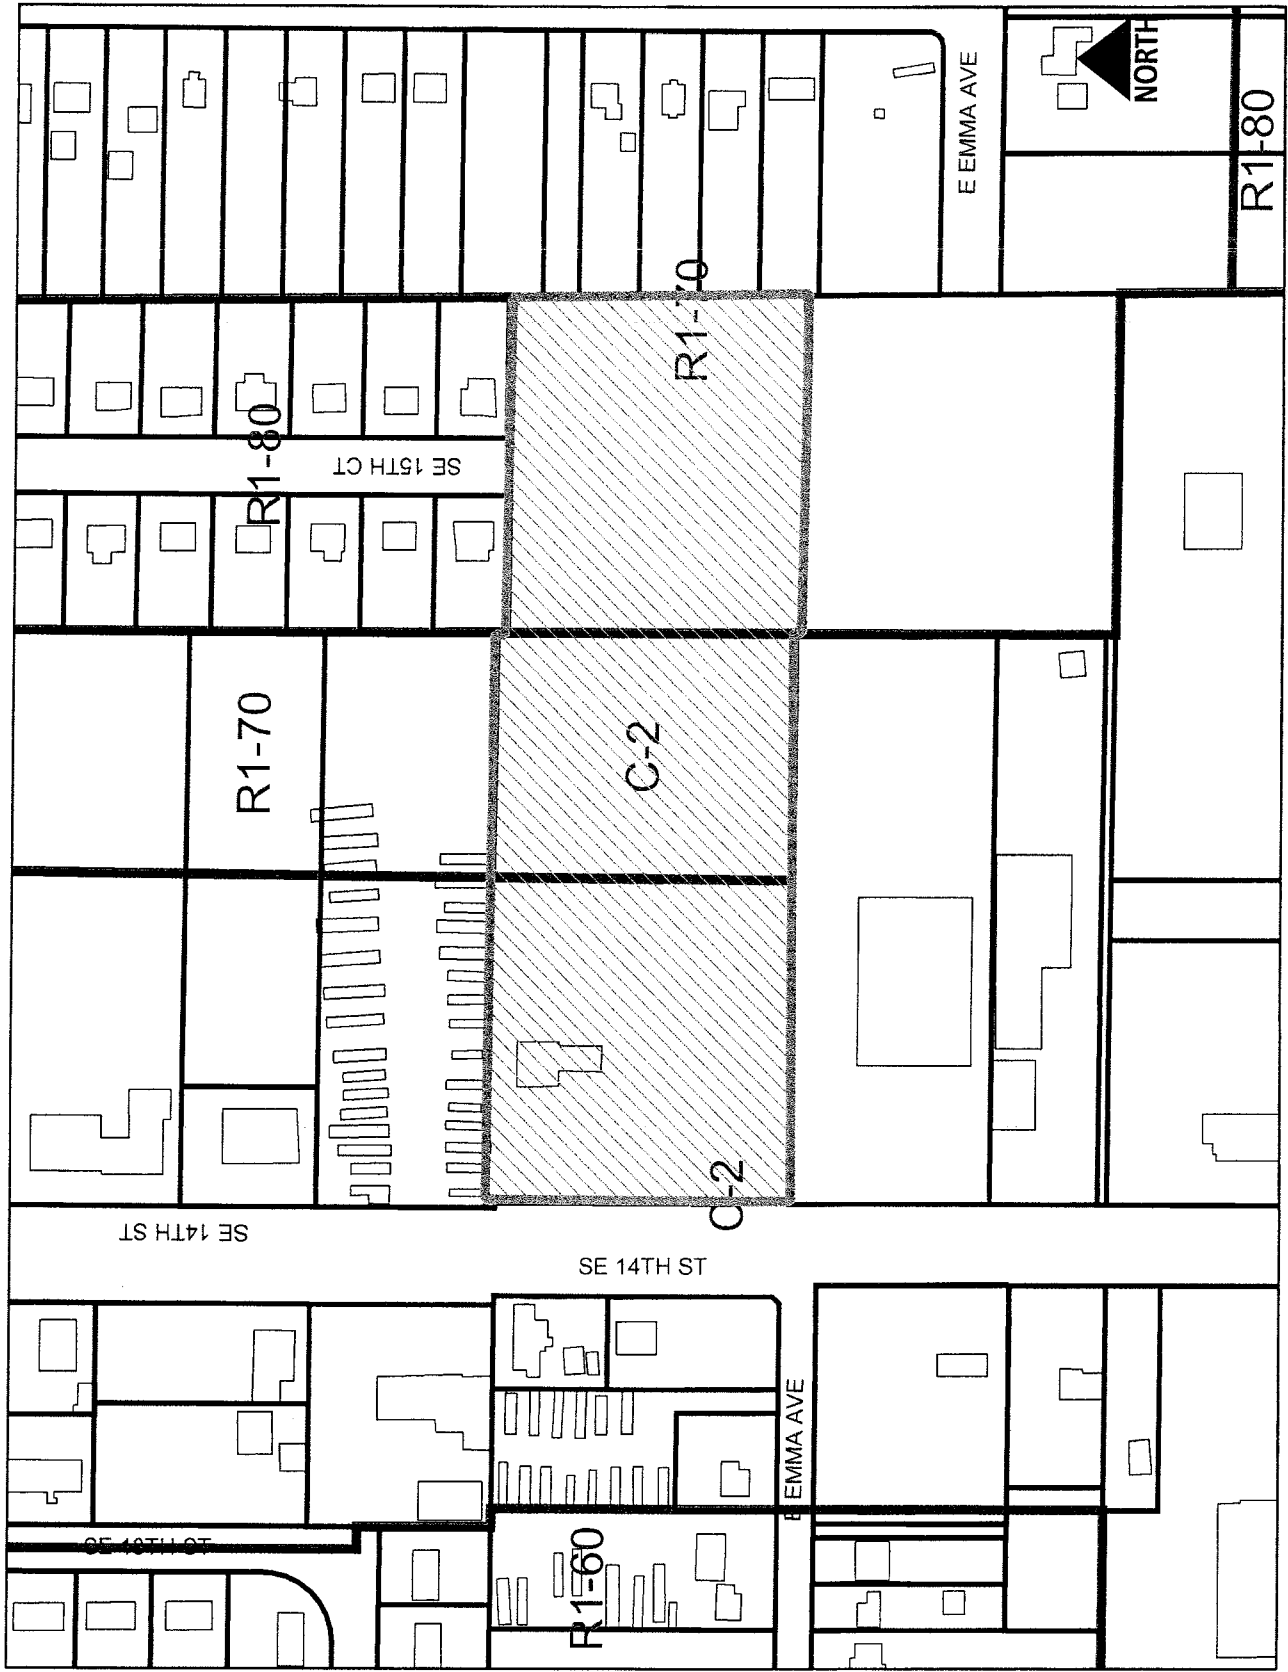 E EMMA AVE
NORTH
R1-80
R1-70
SE 15TH CT
R1-80
R1-70
C-2
SE 14TH ST
C-2
SE 14TH ST
E EMMA AVE
R1-60